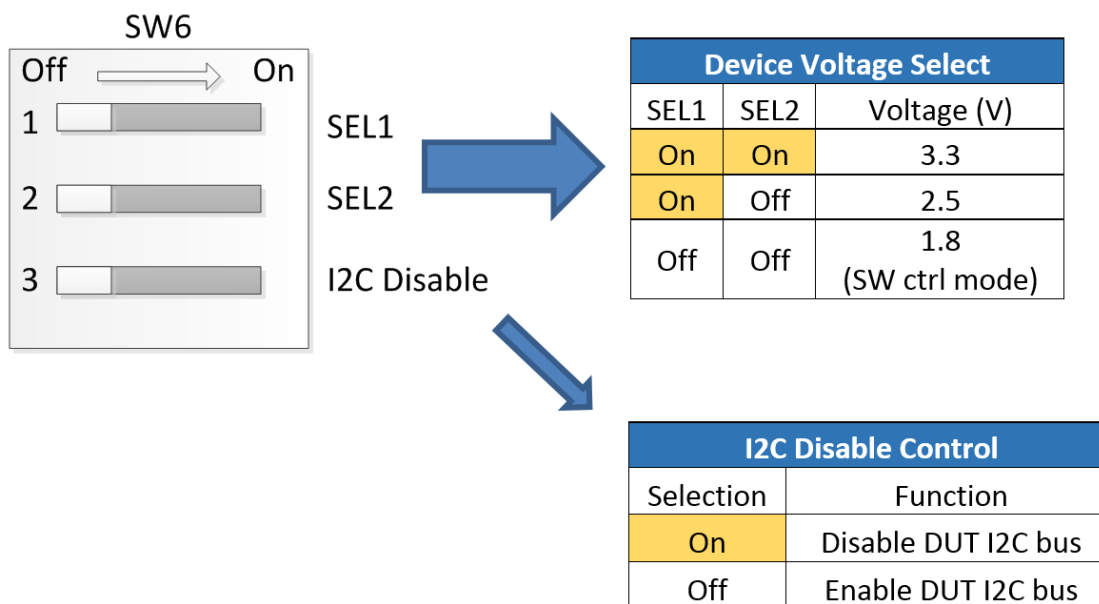 SW6
Off On
1 SEL1
2 SEL2
3 I2C Disable
Device Voltage Select
SEL1 SEL2 Voltage (V)
On On 3.3
On Off 2.5
Off Off 1.8
(SW ctrl mode)
I2C Disable Control
Selection Function
On Disable DUT I2C bus
Off Enable DUT I2C bus